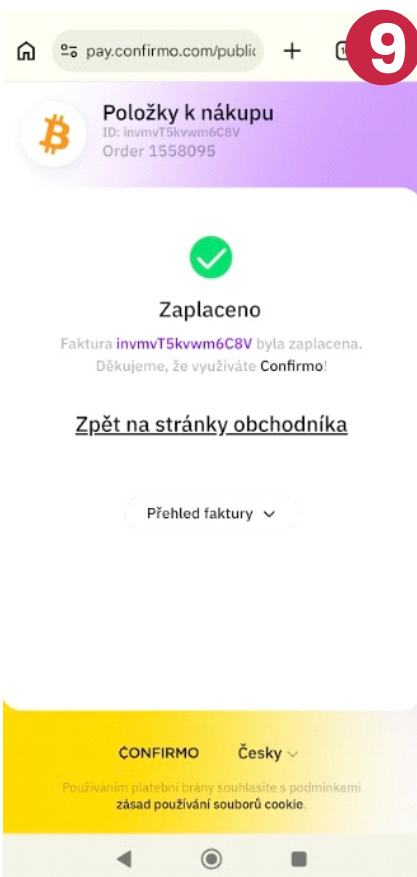 pay.confirmo.com/public
9
Položky k nákupu
ID: invmvT5kvwm6C8V
Order 1558095
Zaplaceno
Faktura invmvT5kvwm6C8V byla zaplacena.
Děkujeme, že využíváte Confirmo!
Zpět na stránky obchodníka
Přehled faktury
CONFIRMO
Česky
Používáním platební brány souhlasíte s podmínkami
zásad používání souborů cookie.